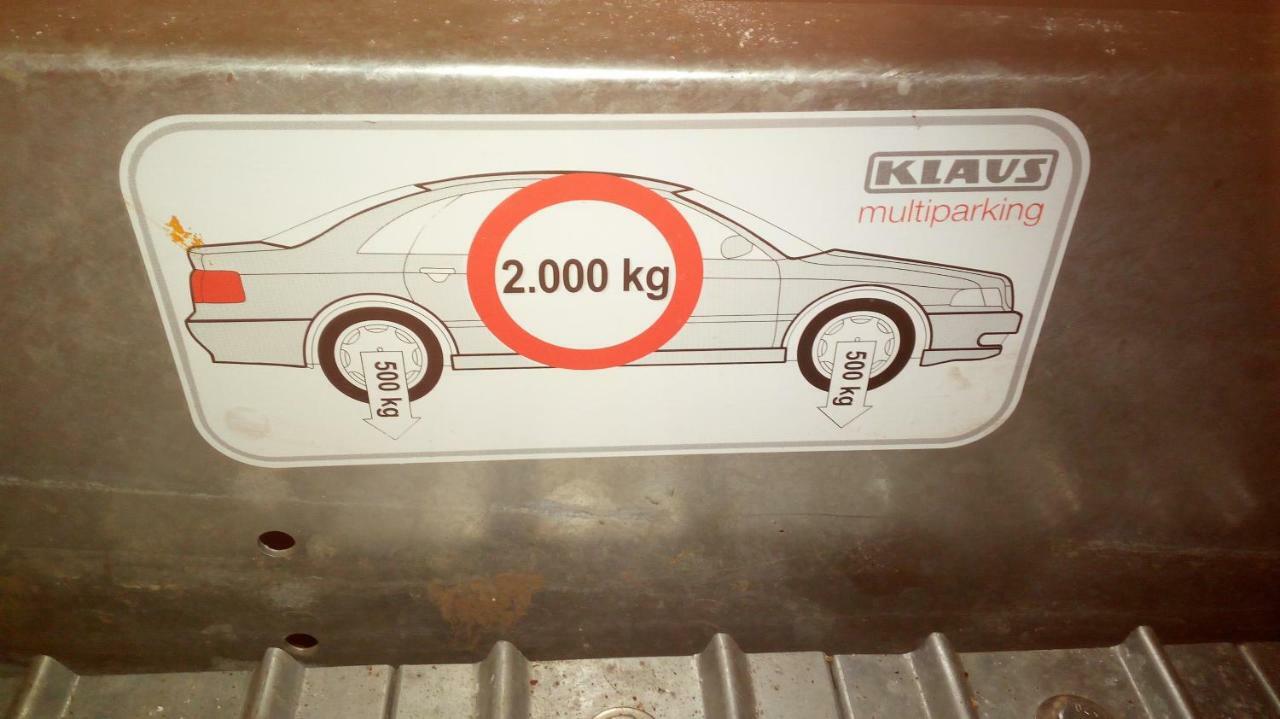 KLAUS
multiparking
2.000 kg
500 kg
500 kg